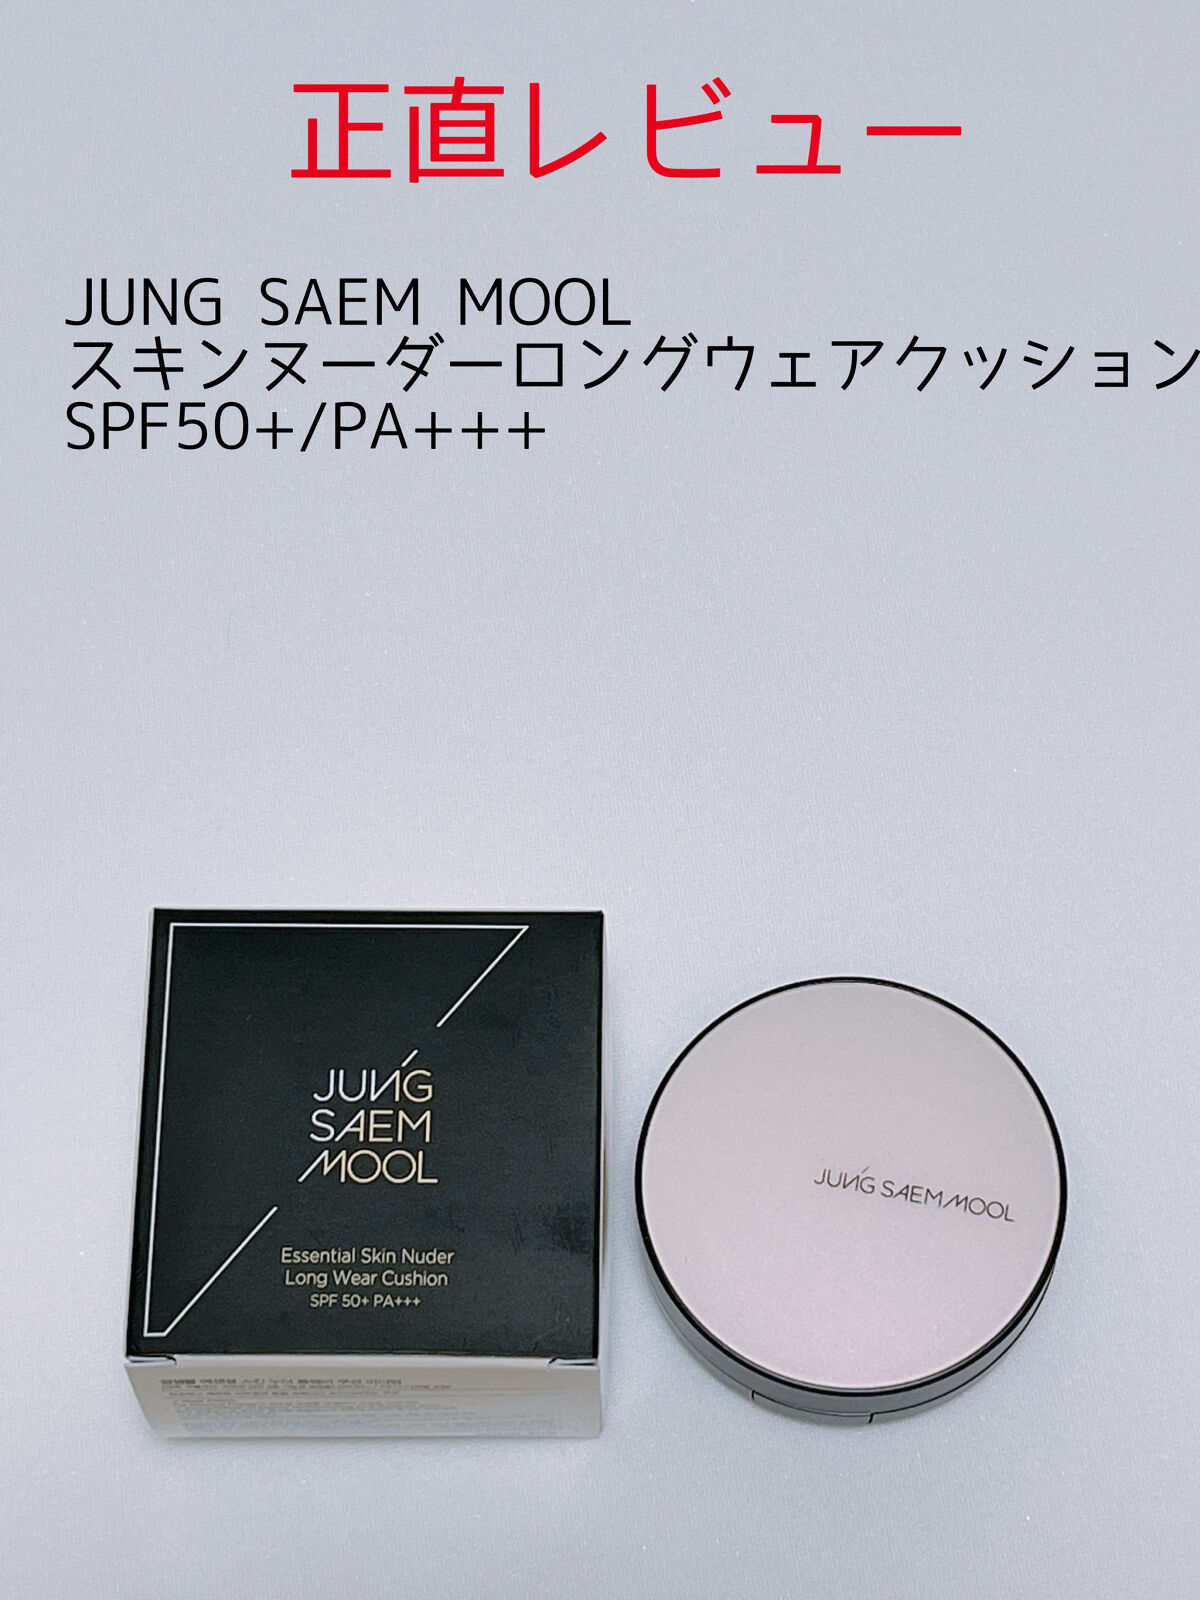 正直レビュー
JUNG SAEM MOOL
スキンヌーダーロングウェアクッション
SPF50+/PA+++
JUNG
SAEM
MOOL
Essential Skin Nuder
Long Wear Cushion
SPF 50+ PA+++
JUNG SAEM MOOL